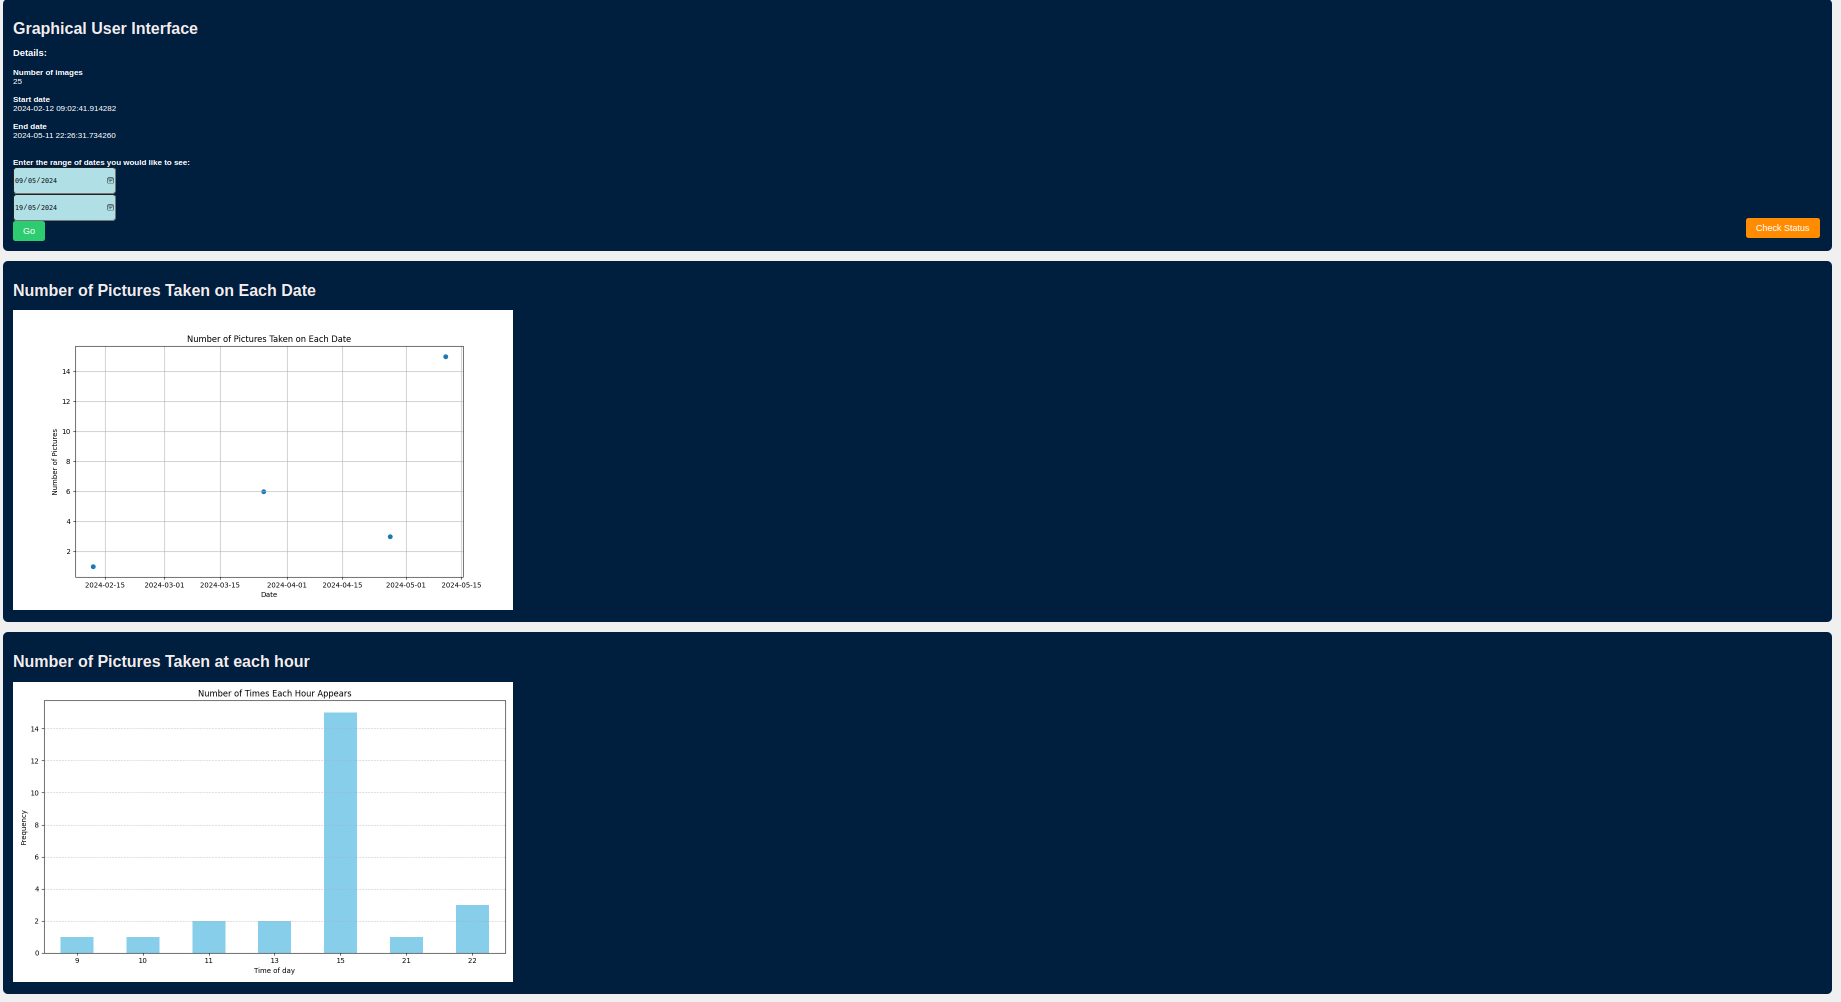 Graphical User Interface
Details:
Number of images
25
Start date
2024-02-12 09:02:41.914282
End date
2024-05-11 22:26:31.734260
Enter the range of dates you would like to see:
09/05/2024
19/05/2024
Go
Check Status
Number of Pictures Taken on Each Date
Number of Pictures Taken on Each Date
14
12
10
8
6
4
2
Number of Pictures
2024-02-15 2024-03-01 2024-03-15 2024-04-01 2024-04-15 2024-05-01 2024-05-15
Date
Number of Pictures Taken at each hour
Number of Times Each Hour Appears
14
12
10
8
6
4
2
0
Frequency
9 10 11 13 15 21 22
Time of day